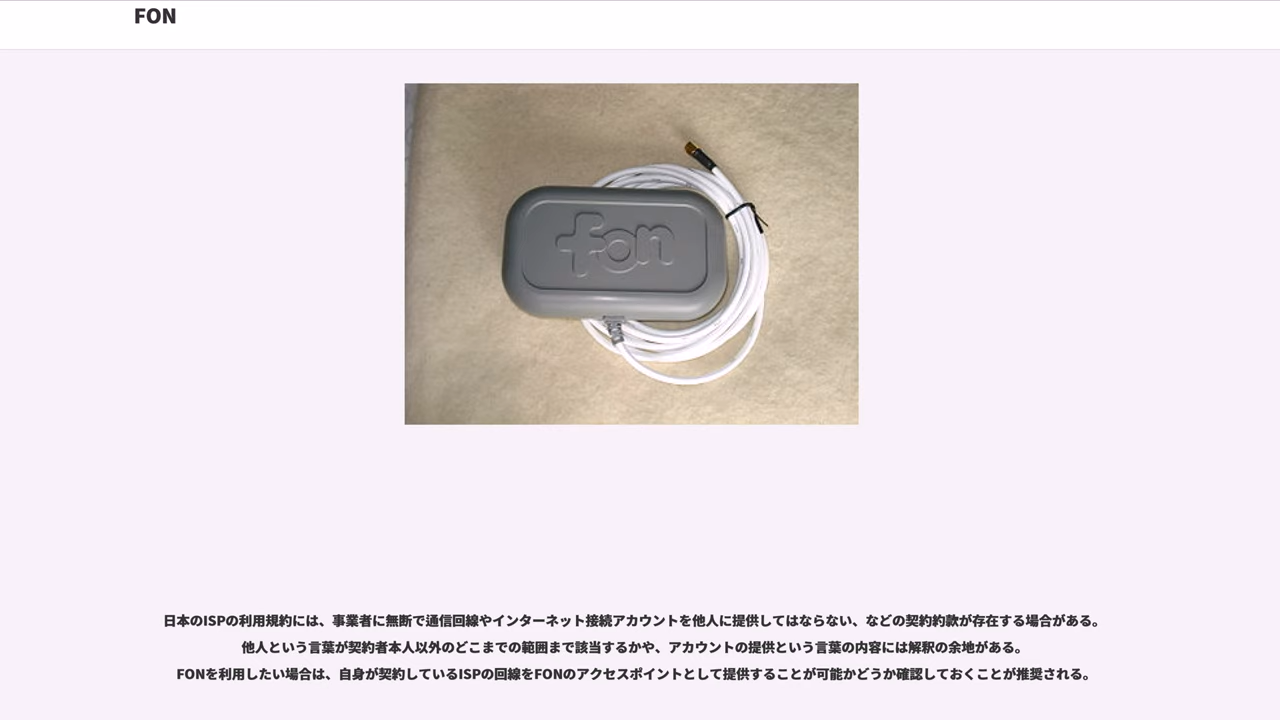 FON
fon
日本のISPの利用規約には、事業者に無断で通信回線やインターネット接続アカウントを他人に提供してはならない、などの契約約款が存在する場合がある。
他人という言葉が契約者本人以外のどこまでの範囲まで該当するかや、アカウントの提供という言葉の内容には解釈の余地がある。
FONを利用したい場合は、自身が契約しているISPの回線をFONのアクセスポイントとして提供することが可能かどうか確認しておくことが推奨される。